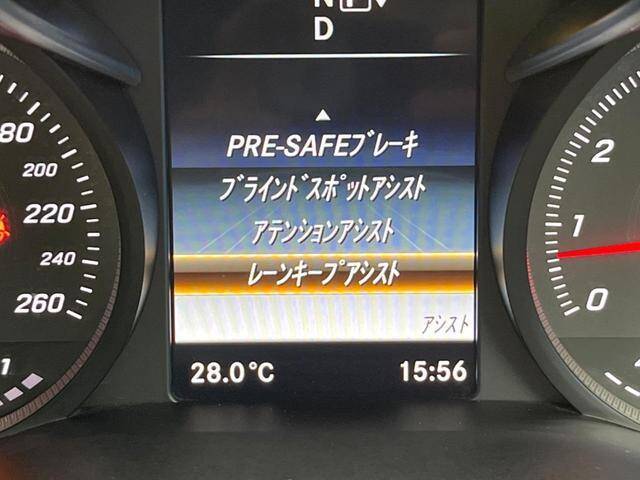 D
PRE-SAFEブレーキ
ブラインドスポットアシスト
アテンションアシスト
レーンキープアシスト
アシスト
28.0°C
15:56
200
220
240
260
2
1
0